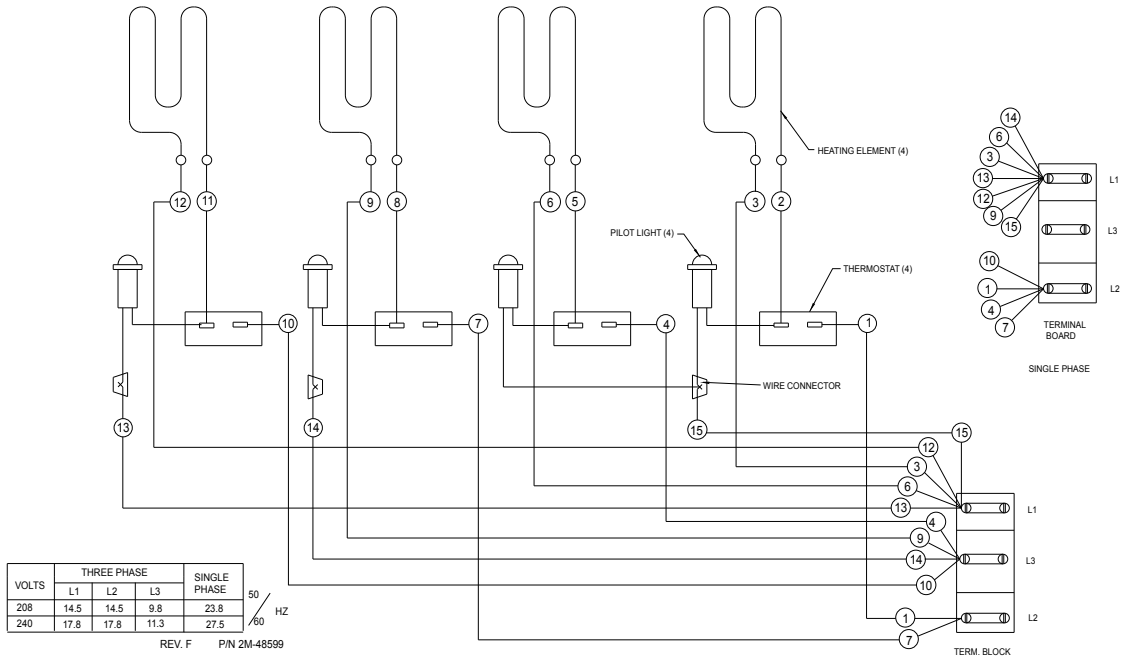 14
6
3
13
12
9
15
L1
L3
10
1
4
7
L2
TERMINAL
BOARD
SINGLE PHASE
HEATING ELEMENT (4)
12
11
9
8
6
5
3
2
PILOT LIGHT (4)
THERMOSTAT (4)
10
7
4
1
WIRE CONNECTOR
13
14
15
15
12
3
6
13
L1
4
9
14
10
L3
1
7
L2
TERM. BLOCK
VOLTS THREE PHASE SINGLE PHASE
L1 L2 L3
208 14.5 14.5 9.8 23.8
240 17.8 17.8 11.3 27.5
50/60 HZ
REV. F P/N 2M-48599